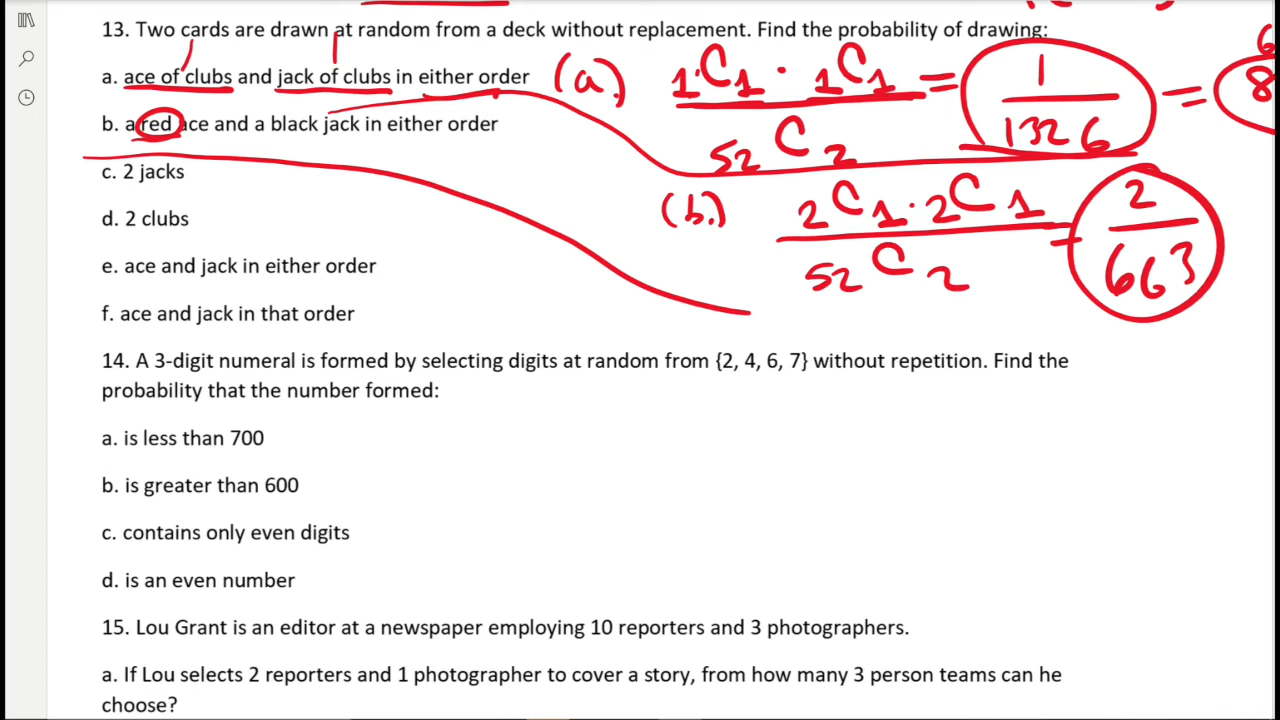 13. Two cards are drawn at random from a deck without replacement. Find the probability of drawing:
a. ace of clubs and jack of clubs in either order
(a.) 1C1 · 1C1 / 52C2 = 1/1326 =
b. a red ace and a black jack in either order
(b.) 2C1 · 2C1 / 52C2 = 2/663
c. 2 jacks
d. 2 clubs
e. ace and jack in either order
f. ace and jack in that order
14. A 3-digit numeral is formed by selecting digits at random from {2, 4, 6, 7} without repetition. Find the
probability that the number formed:
a. is less than 700
b. is greater than 600
c. contains only even digits
d. is an even number
15. Lou Grant is an editor at a newspaper employing 10 reporters and 3 photographers.
a. If Lou selects 2 reporters and 1 photographer to cover a story, from how many 3 person teams can he
choose?